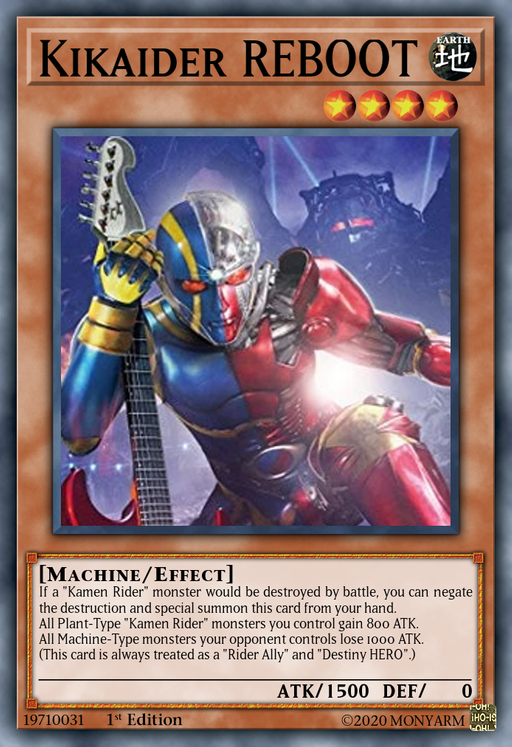 KIKAIDER REBOOT
EARTH
地
[MACHINE/EFFECT]
If a "Kamen Rider" monster would be destroyed by battle, you can negate
the destruction and special summon this card from your hand.
All Plant-Type "Kamen Rider" monsters you control gain 800 ATK.
All Machine-Type monsters your opponent controls lose 1000 ATK.
(This card is always treated as a "Rider Ally" and "Destiny HERO".)
ATK/1500 DEF/ 0
19710031 1st Edition ©2020 MONYARM